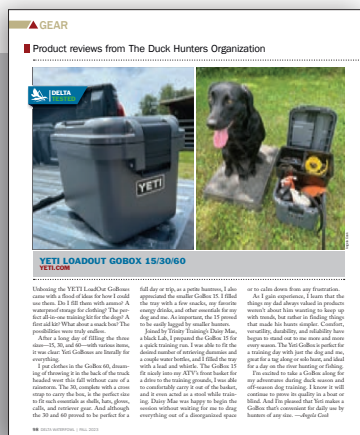 GEAR
Product reviews from The Duck Hunters Organization
DELTA
TESTED
YETI
YETI LOADOUT GOBOX 15/30/60
YETI.COM
Unboxing the YETI LoadOut GoBoxes
came with a flood of ideas for how I could
use them. Do I fill them with ammo? A
waterproof storage for clothing? The per-
fect all-in-one training kit for the dogs? A
first aid kit? What about a snack box? The
possibilities were truly endless.
After a long day of filling the three
sizes—15, 30, and 60—with various items,
it was clear: Yeti GoBoxes are literally for
everything.
I put clothes in the GoBox 60, dream-
ing of throwing it in the back of the truck
headed west this fall without care of a
rainstorm. The 30, complete with a cross
strap to carry the box, is the perfect size
to fit such essentials as shells, hats, gloves,
calls, and retriever gear. And although
the 30 and 60 proved to be perfect for a
full day or trip, as a petite huntress, I also
appreciated the smaller GoBox 15. I filled
the tray with a few snacks, my favorite
energy drinks, and other essentials for my
dog and me. As important, the 15 proved
to be easily lugged by smaller hunters.
Joined by Trinity Training's Daisy Mae,
a black Lab, I prepared the GoBox 15 for
a quick training run. I was able to fit the
desired number of retrieving dummies and
a couple water bottles, and I filled the tray
with a lead and whistle. The GoBox 15
fit nicely into my ATV's front basket for
a drive to the training grounds, I was able
to comfortably carry it out of the basket,
and it even acted as a stool while train-
ing. Daisy Mae was happy to begin the
session without waiting for me to drag
everything out of a disorganized space
or to calm down from any frustration.
As I gain experience, I learn that the
things my dad always valued in products
weren't about him wanting to keep up
with trends, but rather in finding things
that made his hunts simpler. Comfort,
versatility, durability, and reliability have
begun to stand out to me more and more
every season. The Yeti GoBox is perfect for
a training day with just the dog and me,
great for a tag along or solo hunt, and ideal
for a day on the river hunting or fishing.
I'm excited to take a GoBox along for
my adventures during duck season and
off-season dog training. I know it will
continue to prove its quality in a boat or
blind. And I'm pleased that Yeti makes a
GoBox that's convenient for daily use by
hunters of any size. —Angela Cool